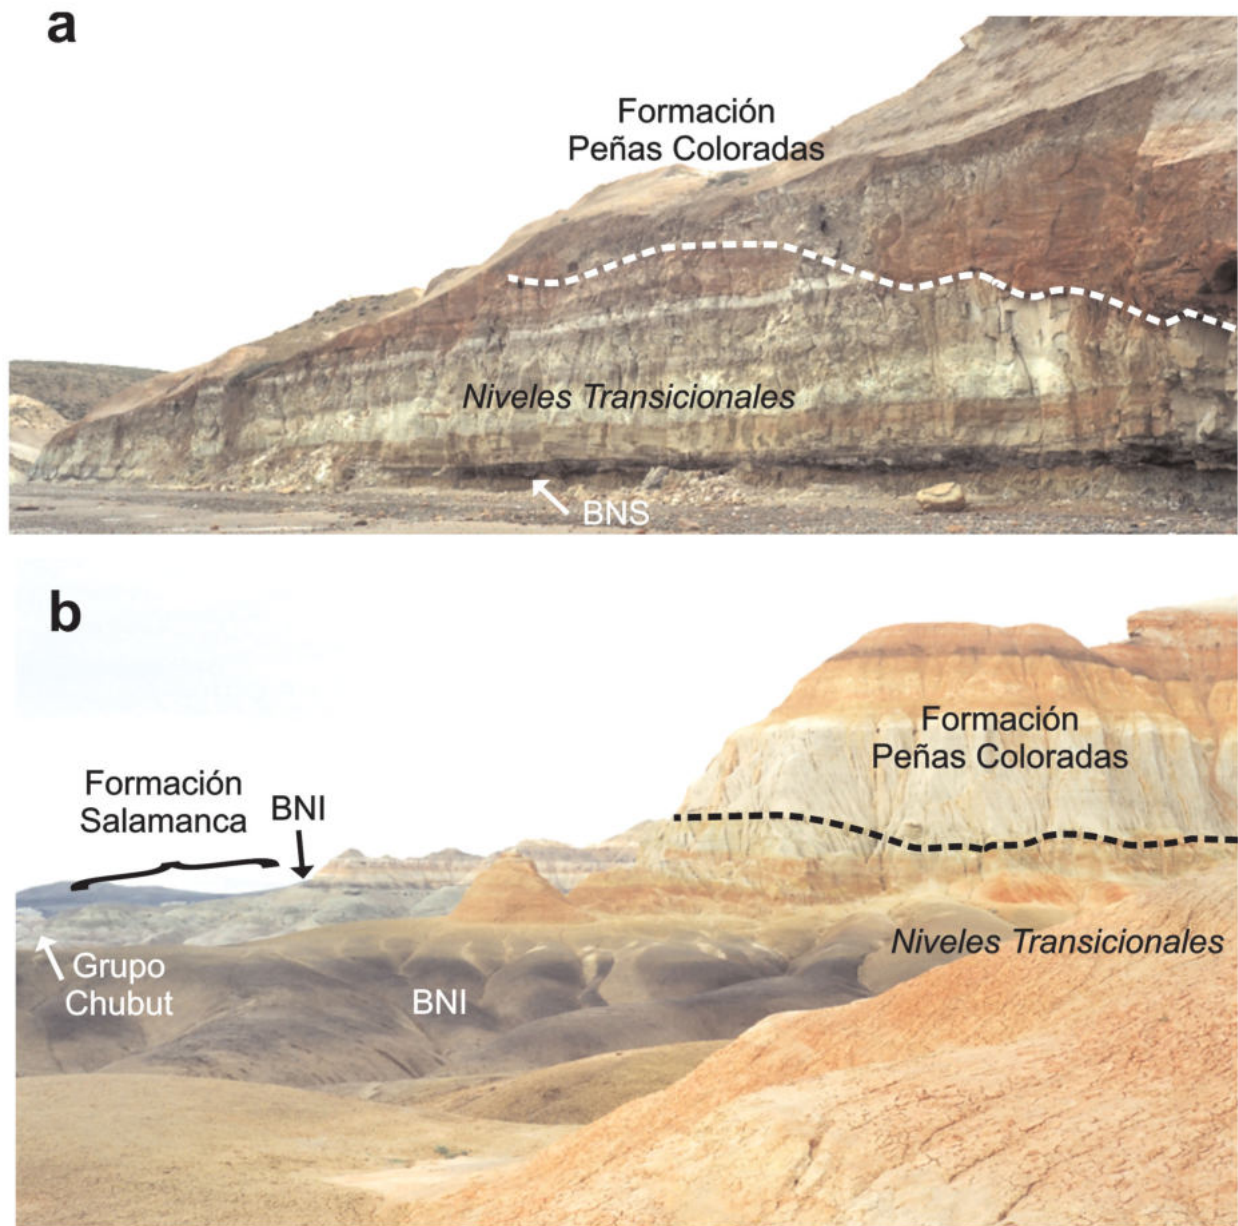 a
Formación
Peñas Coloradas
Niveles Transicionales
BNS
b
Formación
Peñas Coloradas
Formación
Salamanca
BNI
Niveles Transicionales
Grupo
Chubut
BNI